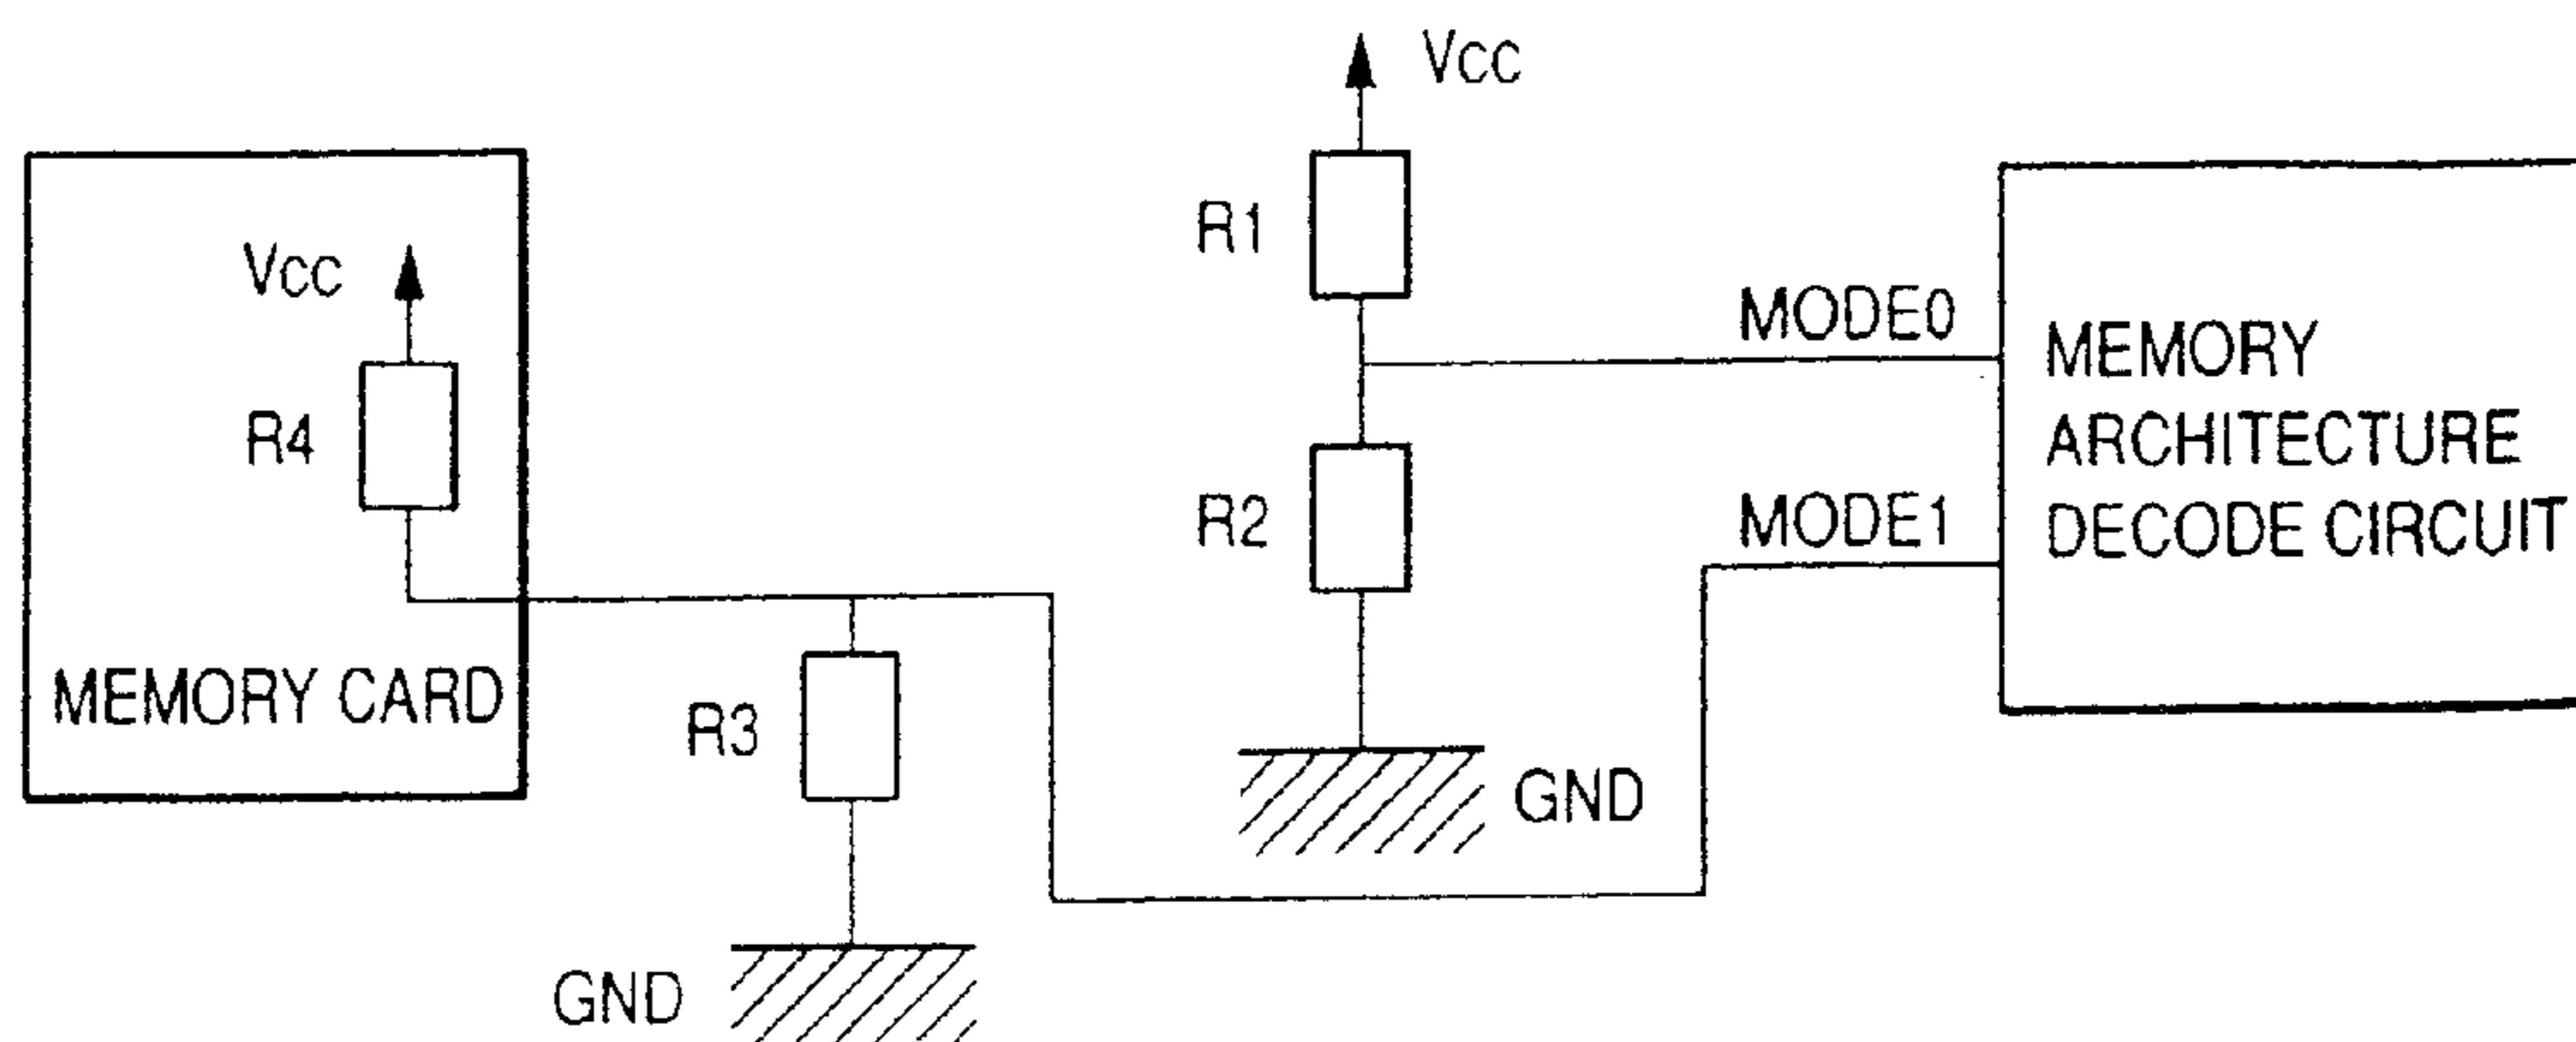 Vcc
R1
Vcc
MODE0
MEMORY
ARCHITECTURE
DECODE CIRCUIT
R4
R2
MODE1
MEMORY CARD
R3
GND
GND